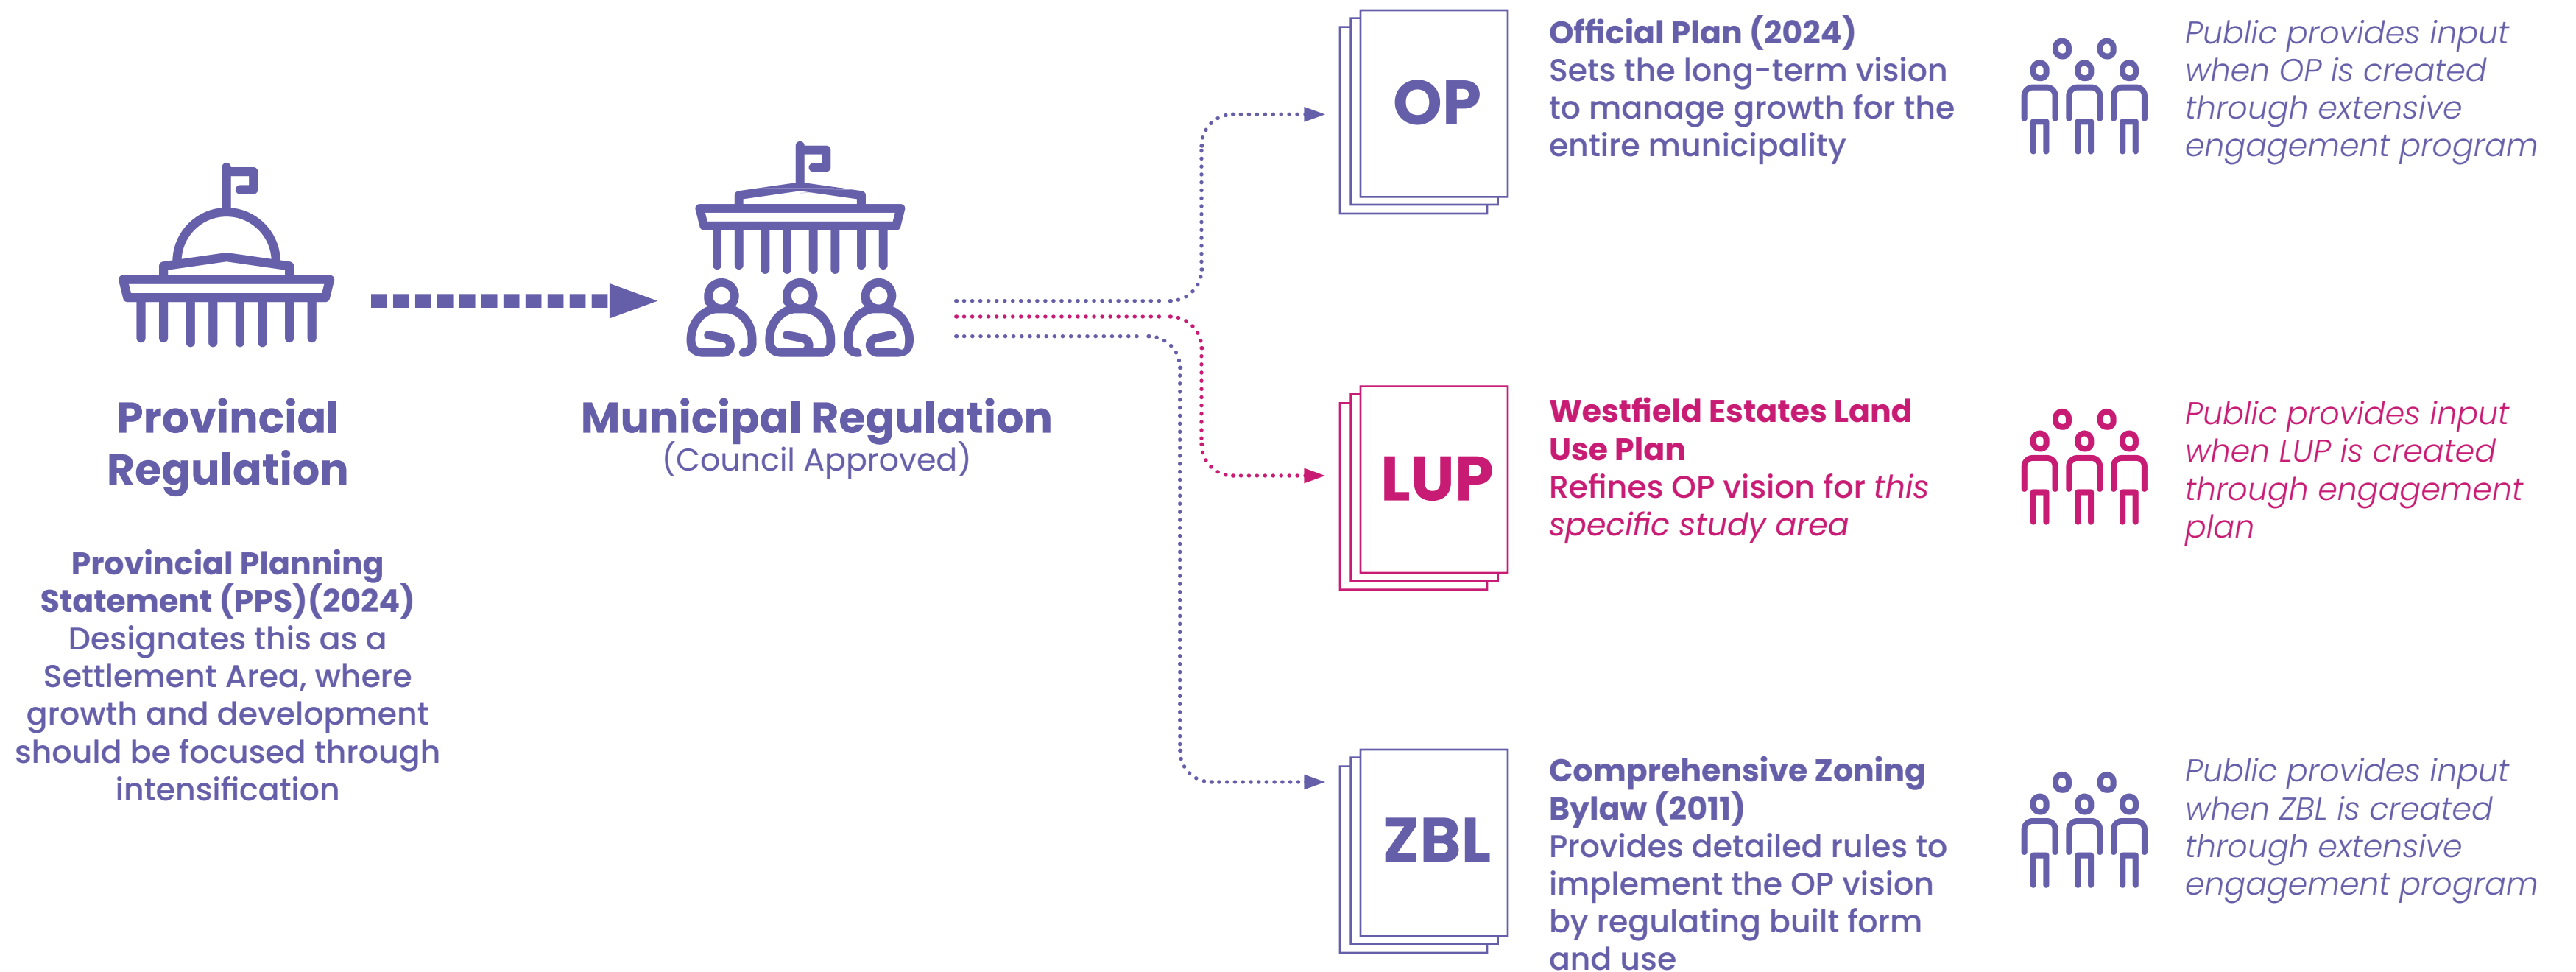 Provincial
Regulation
Provincial Planning
Statement (PPS)(2024)
Designates this as a
Settlement Area, where
growth and development
should be focused through
intensification
Municipal Regulation
(Council Approved)
OP
Official Plan (2024)
Sets the long-term vision
to manage growth for the
entire municipality
Public provides input
when OP is created
through extensive
engagement program
LUP
Westfield Estates Land
Use Plan
Refines OP vision for this
specific study area
Public provides input
when LUP is created
through engagement
plan
ZBL
Comprehensive Zoning
Bylaw (2011)
Provides detailed rules to
implement the OP vision
by regulating built form
and use
Public provides input
when ZBL is created
through extensive
engagement program